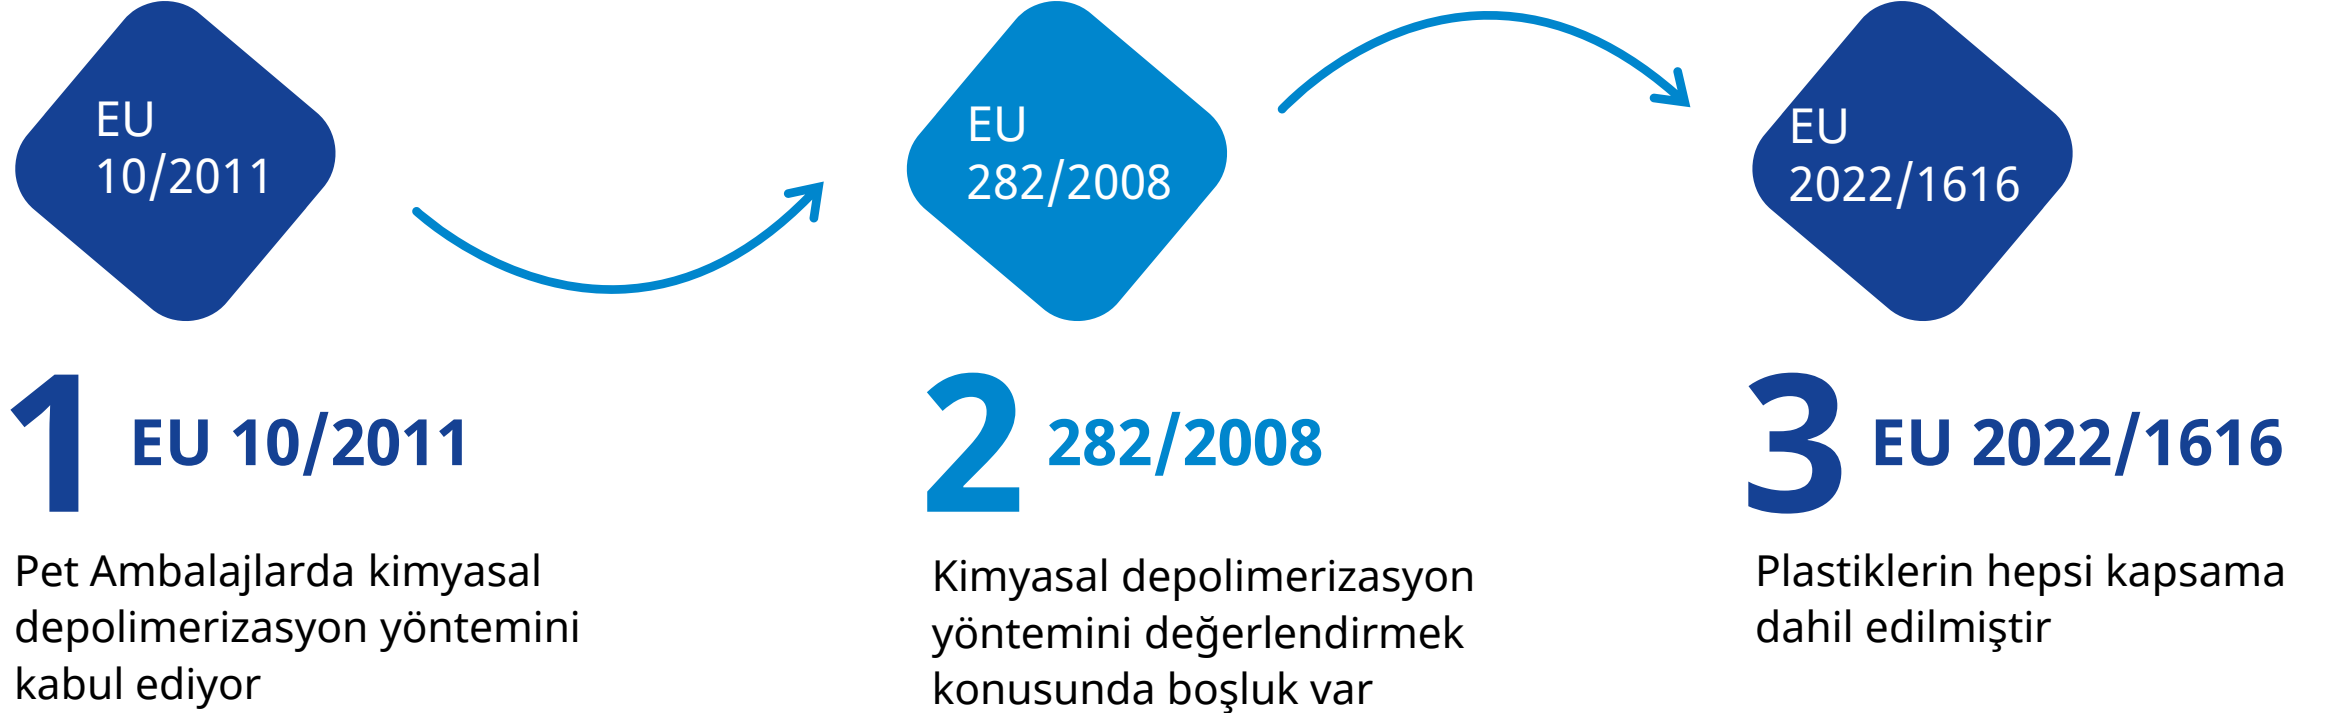 EU
10/2011
EU
282/2008
EU
2022/1616
1 EU 10/2011
Pet Ambalajlarda kimyasal
depolimerizasyon yöntemini
kabul ediyor
2 282/2008
Kimyasal depolimerizasyon
yöntemini değerlendirmek
konusunda boşluk var
3 EU 2022/1616
Plastiklerin hepsi kapsama
dahil edilmiştir